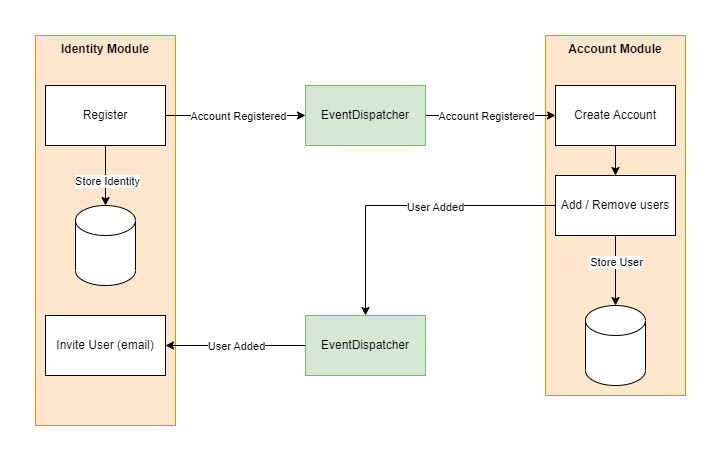 Identity Module
Account Module
Register
Account Registered
EventDispatcher
Account Registered
Create Account
Store Identity
Add / Remove users
User Added
Store User
Invite User (email)
User Added
EventDispatcher